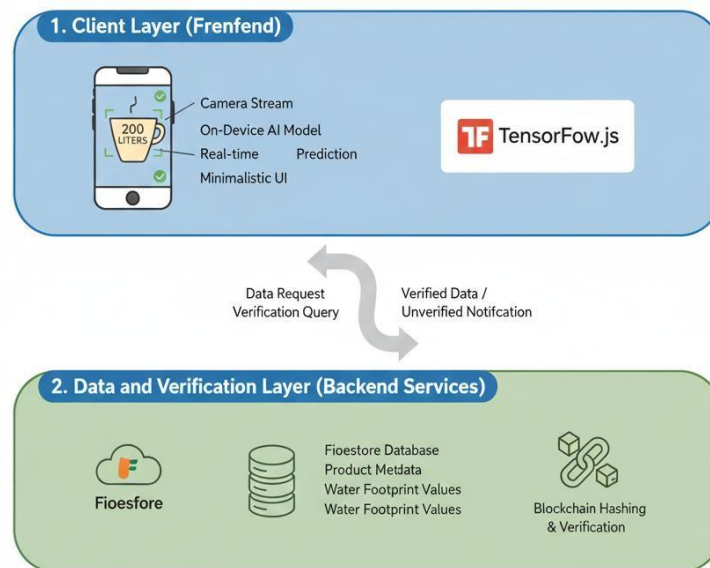 1. Client Layer (Frenfend)
200
LITERS
Camera Stream
On-Device AI Model
Real-time Prediction
Minimalistic UI
TensorFow.js
Data Request
Verification Query
Verified Data /
Unverified Notifcation
2. Data and Verification Layer (Backend Services)
Fioesfore
Fioestore Database
Product Metdata
Water Footprint Values
Water Footprint Values
Blockchain Hashing
& Verification